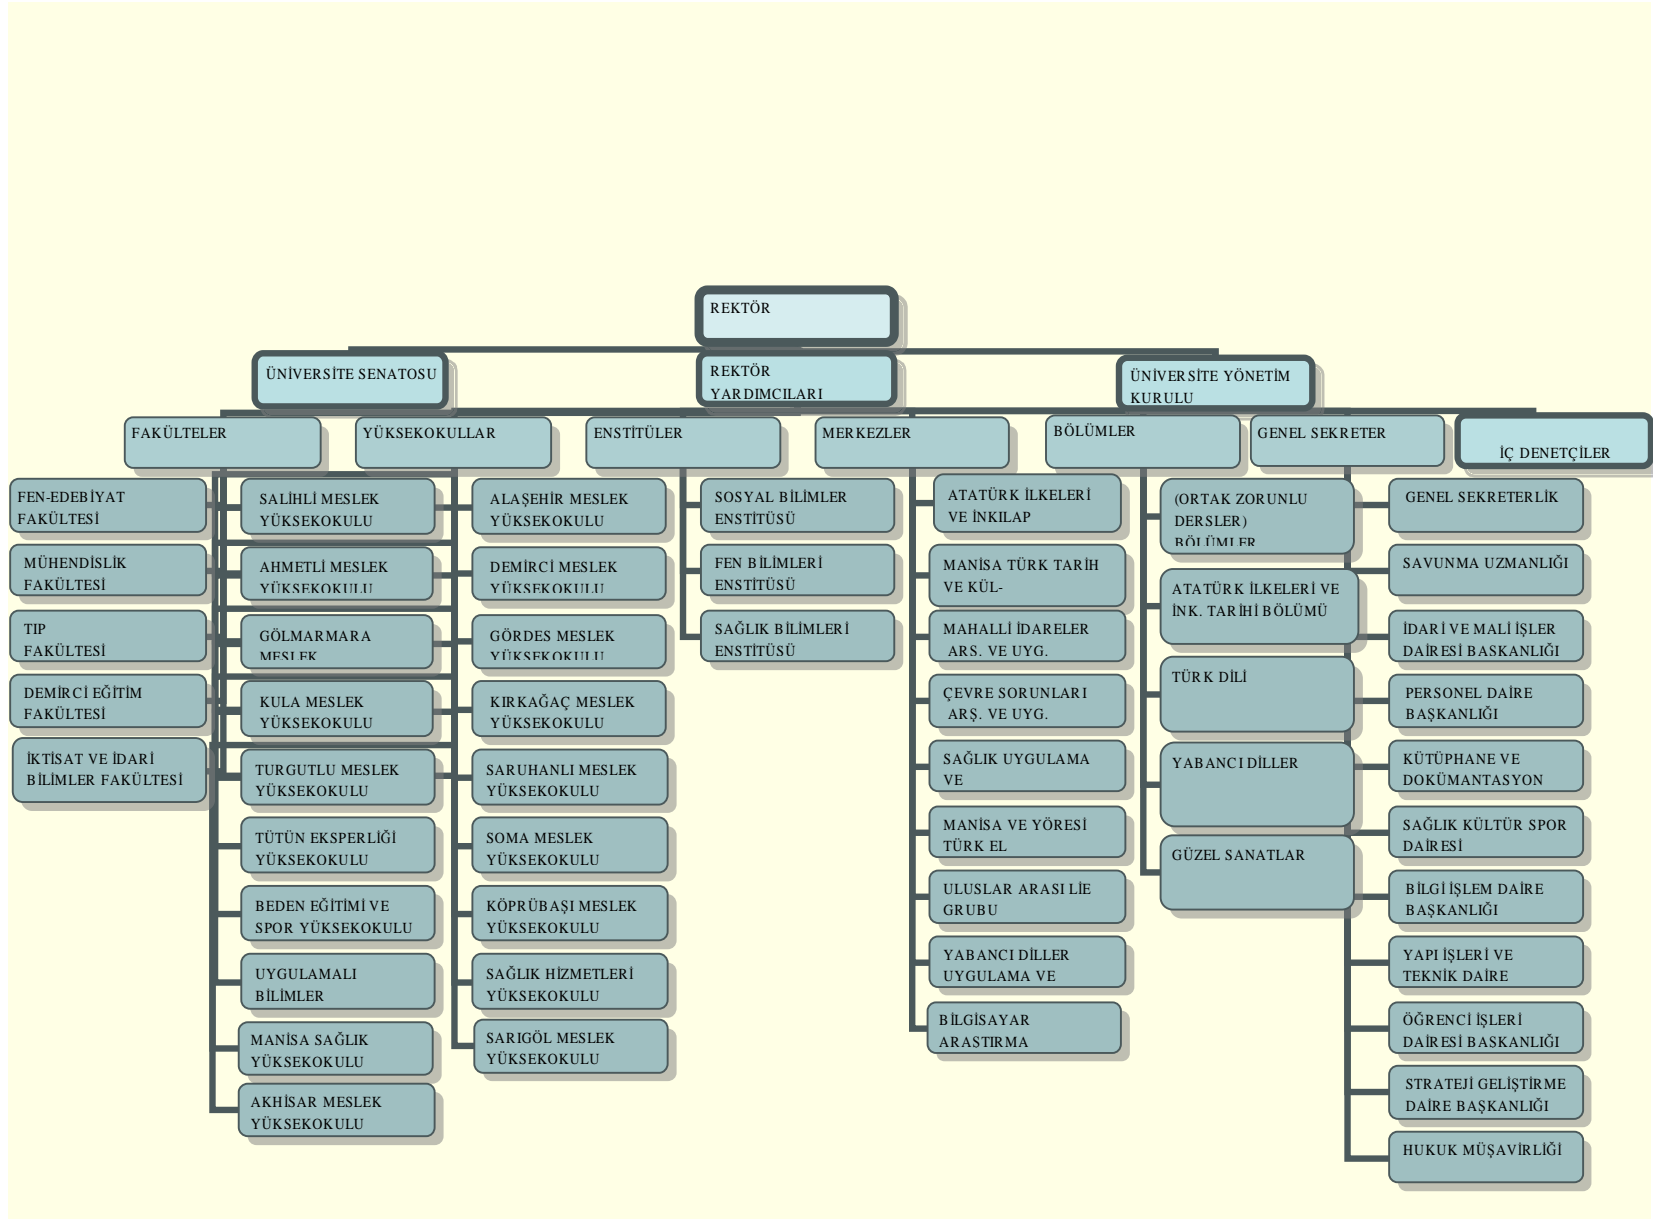 REKTÖR
ÜNİVERSİTE SENATOSU
REKTÖR
YARDIMCILARI
ÜNİVERSİTE YÖNETİM
KURULU
FAKÜLTELER
YÜKSEKOKULLAR
ENSTİTÜLER
MERKEZLER
BÖLÜMLER
GENEL SEKRETER
İÇ DENETÇİLER
FEN-EDEBİYAT
FAKÜLTESİ
MÜHENDİSLİK
FAKÜLTESİ
TIP
FAKÜLTESİ
DEMİRCİ EĞİTİM
FAKÜLTESİ
İKTİSAT VE İDARİ
BİLİMLER FAKÜLTESİ
SALİHLİ MESLEK
YÜKSEKOKULU
AHMETLİ MESLEK
YÜKSEKOKULU
GÖLMARMARA
MESLEK
KULA MESLEK
YÜKSEKOKULU
TURGUTLU MESLEK
YÜKSEKOKULU
TÜTÜN EKSPERLİĞİ
YÜKSEKOKULU
BEDEN EĞİTİMİ VE
SPOR YÜKSEKOKULU
UYGULAMALI
BİLİMLER
MANİSA SAĞLIK
YÜKSEKOKULU
AKHİSAR MESLEK
YÜKSEKOKULU
ALAŞEHİR MESLEK
YÜKSEKOKULU
DEMİRCİ MESLEK
YÜKSEKOKULU
GÖRDES MESLEK
YÜKSEKOKULU
KIRKAĞAÇ MESLEK
YÜKSEKOKULU
SARUHANLI MESLEK
YÜKSEKOKULU
SOMA MESLEK
YÜKSEKOKULU
KÖPRÜBAŞI MESLEK
YÜKSEKOKULU
SAĞLIK HİZMETLERİ
YÜKSEKOKULU
SARIGÖL MESLEK
YÜKSEKOKULU
SOSYAL BİLİMLER
ENSTİTÜSÜ
FEN BİLİMLERİ
ENSTİTÜSÜ
SAĞLIK BİLİMLERİ
ENSTİTÜSÜ
ATATÜRK İLKELERİ
VE İNKILAP
MANİSA TÜRK TARİH
VE KÜL-
MAHALLİ İDARELER
ARŞ. VE UYG.
ÇEVRE SORUNLARI
ARŞ. VE UYG.
SAĞLIK UYGULAMA
VE
MANİSA VE YÖRESİ
TÜRK EL
ULUSLAR ARASI LİE
GRUBU
YABANCI DİLLER
UYGULAMA VE
BİLGİSAYAR
ARAŞTIRMA
(ORTAK ZORUNLU
DERSLER)
BÖLÜMLER
ATATÜRK İLKELERİ VE
İNK. TARİHİ BÖLÜMÜ
TÜRK DİLİ
YABANCI DİLLER
GÜZEL SANATLAR
GENEL SEKRETERLİK
SAVUNMA UZMANLIĞI
İDARİ VE MALİ İŞLER
DAİRESİ BAŞKANLIĞI
PERSONEL DAİRE
BAŞKANLIĞI
KÜTÜPHANE VE
DOKÜMANTASYON
SAĞLIK KÜLTÜR SPOR
DAİRESİ
BİLGİ İŞLEM DAİRE
BAŞKANLIĞI
YAPI İŞLERİ VE
TEKNİK DAİRE
ÖĞRENCİ İŞLERİ
DAİRESİ BAŞKANLIĞI
STRATEJİ GELİŞTİRME
DAİRE BAŞKANLIĞI
HUKUK MÜŞAVİRLİĞİ